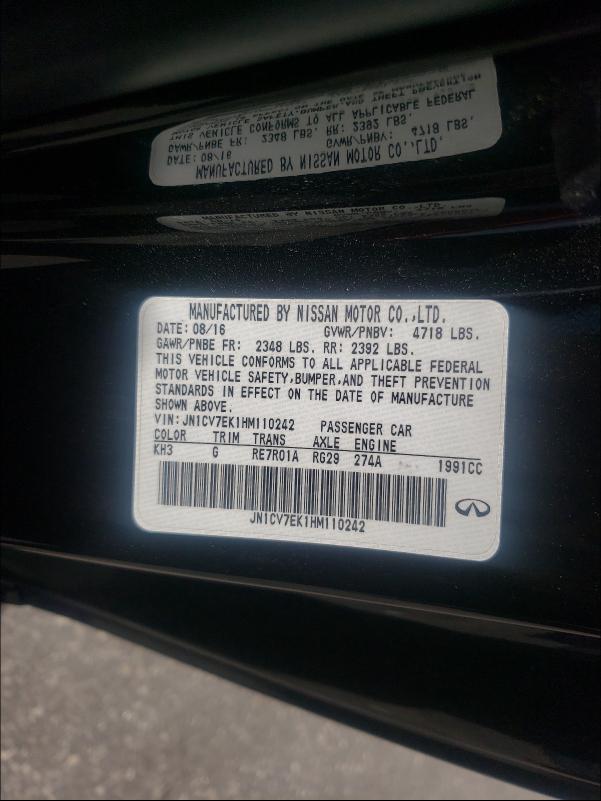 MANUFACTURED BY NISSAN MOTOR CO.,LTD.
DATE: 08/16 GVWR/PNBV: 4718 LBS.
GAWR/PNBE FR: 2348 LBS. RR: 2392 LBS.
THIS VEHICLE CONFORMS TO ALL APPLICABLE FEDERAL
MOTOR VEHICLE SAFETY,BUMPER,AND THEFT PREVENTION
STANDARDS IN EFFECT ON THE DATE OF MANUFACTURE
SHOWN ABOVE.
VIN: JN1CV7EK1HM110242 PASSENGER CAR
COLOR TRIM TRANS AXLE ENGINE
KH3 G RE7R01A RG29 274A 1991CC
JN1CV7EK1HM110242